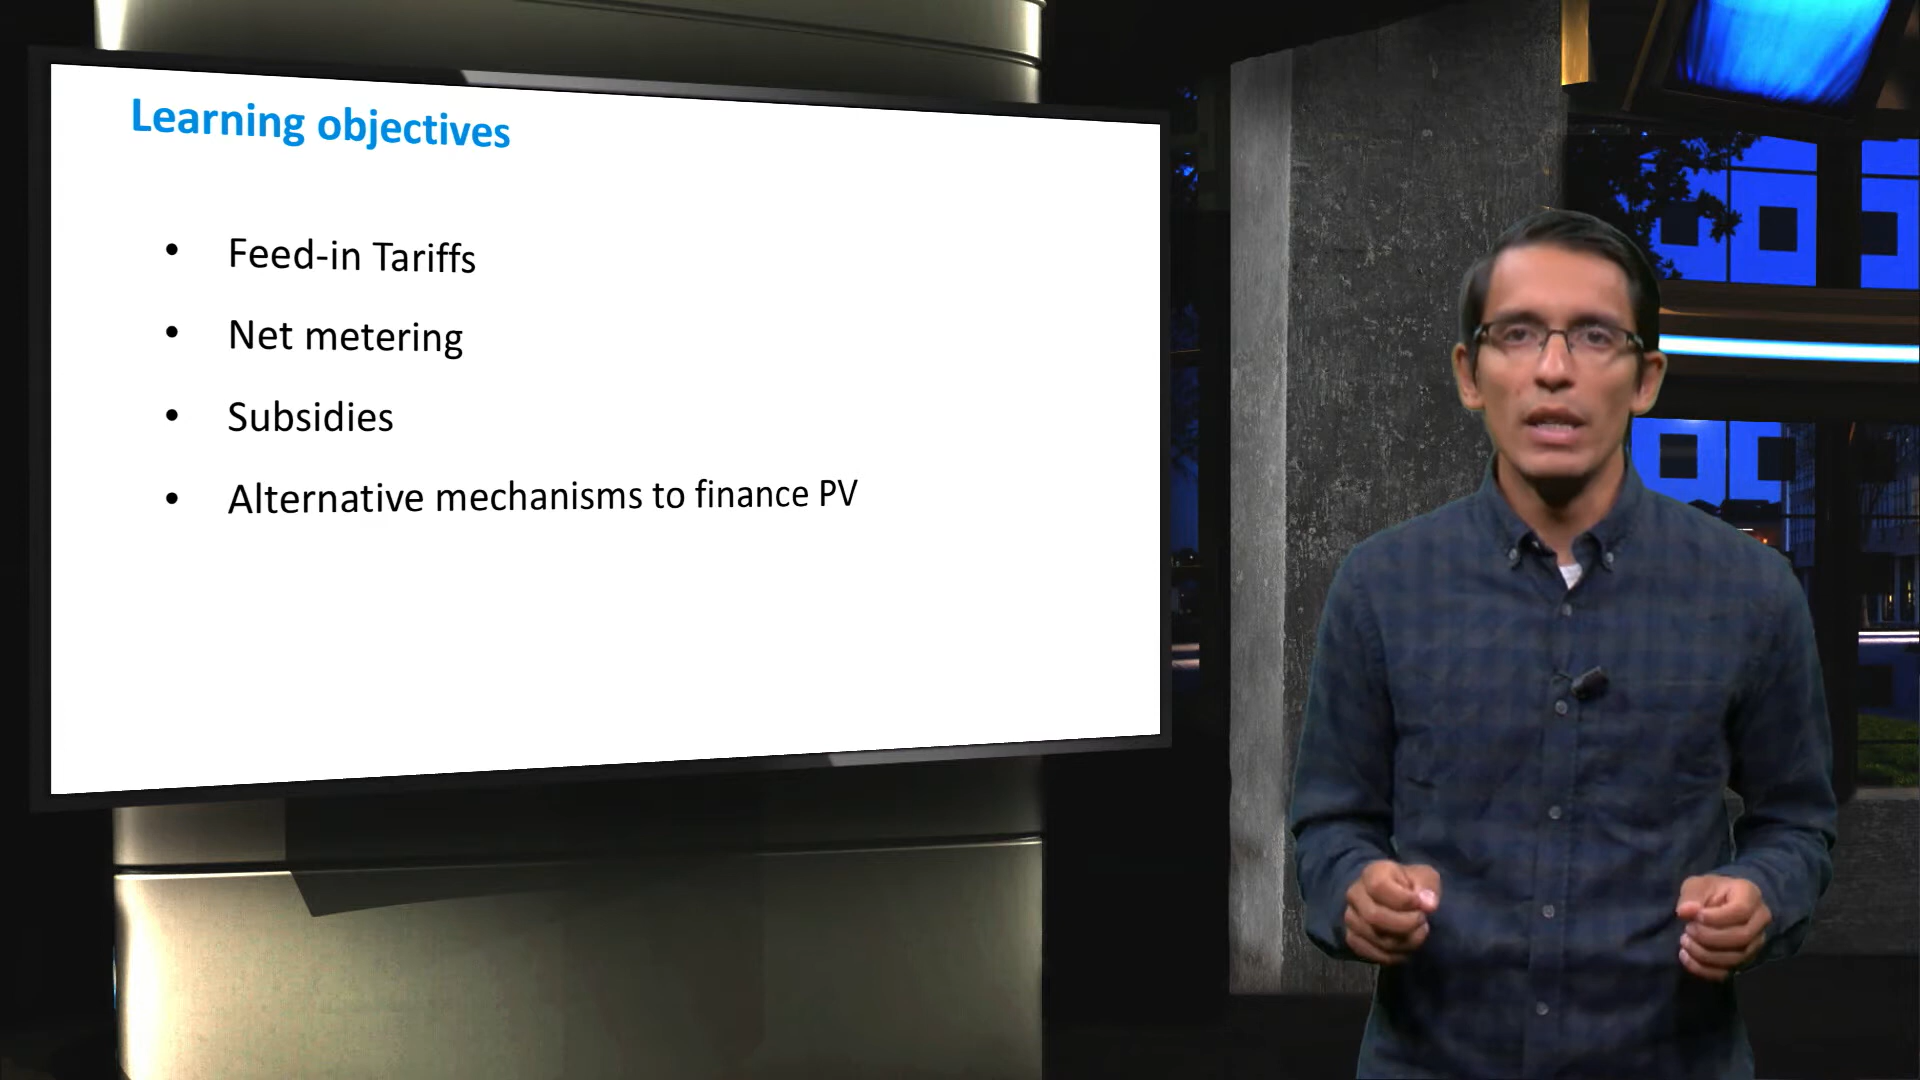 Learning objectives
• Feed-in Tariffs
• Net metering
• Subsidies
• Alternative mechanisms to finance PV